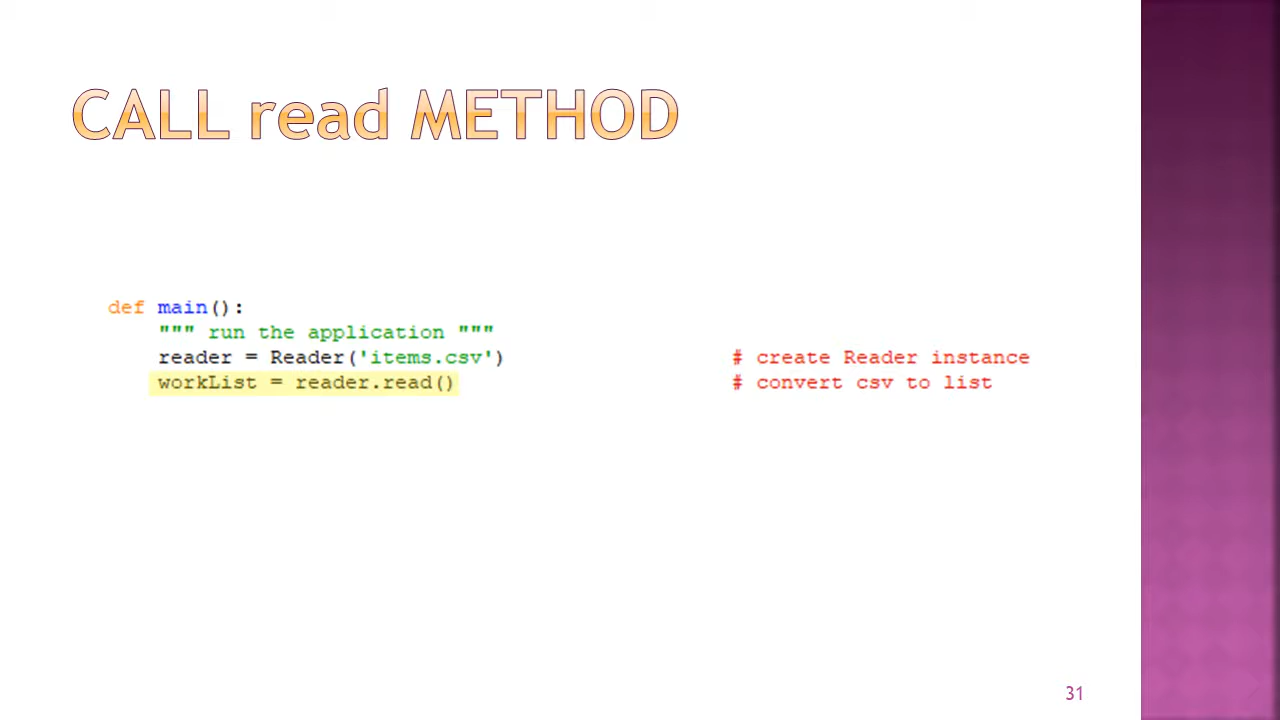 CALL read METHOD
def main():
    """ run the application """
    reader = Reader('items.csv') # create Reader instance
    workList = reader.read() # convert csv to list
31